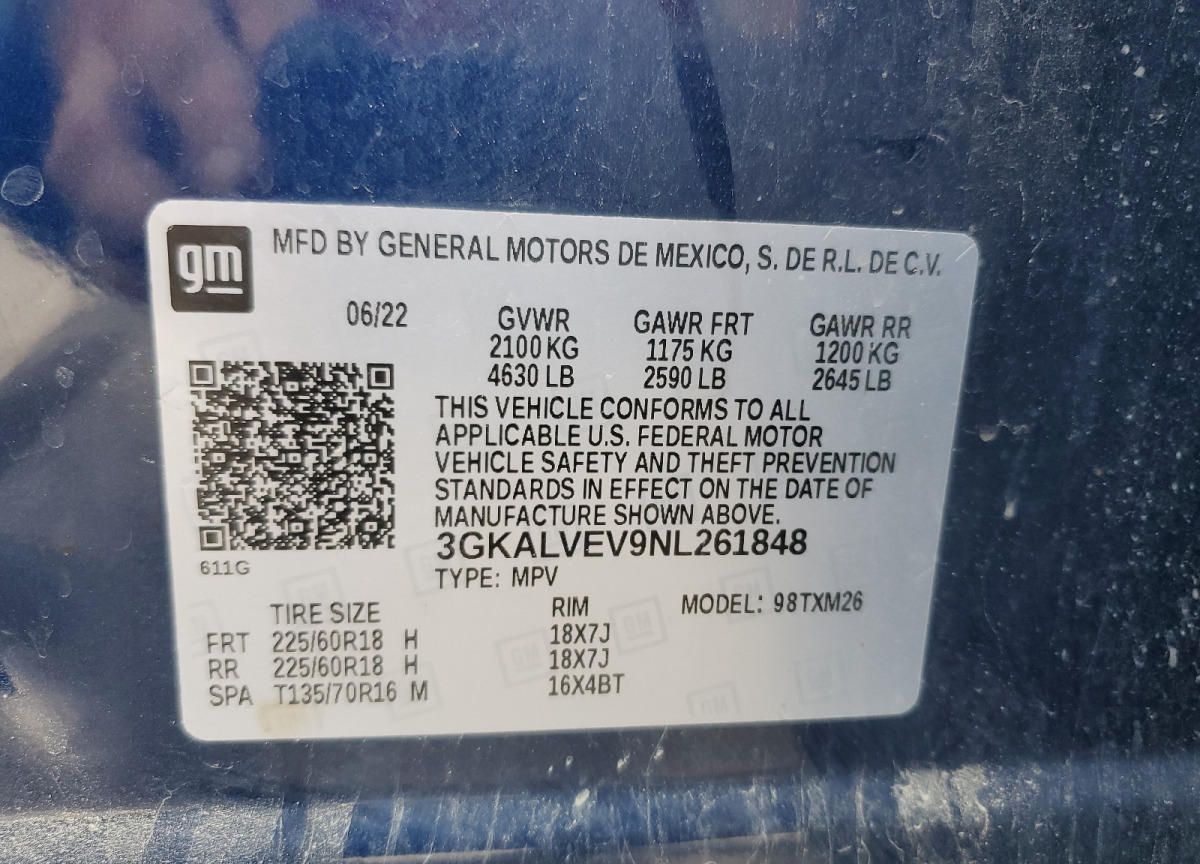 gm MFD BY GENERAL MOTORS DE MEXICO, S. DE R.L. DE C.V.
06/22 GVWR GAWR FRT GAWR RR
2100 KG 1175 KG 1200 KG
4630 LB 2590 LB 2645 LB
THIS VEHICLE CONFORMS TO ALL
APPLICABLE U.S. FEDERAL MOTOR
VEHICLE SAFETY AND THEFT PREVENTION
STANDARDS IN EFFECT ON THE DATE OF
MANUFACTURE SHOWN ABOVE.
3GKALVEV9NL261848
611G
TYPE: MPV
TIRE SIZE RIM MODEL: 98TXM26
FRT 225/60R18 H 18X7J
RR 225/60R18 H 18X7J
SPA T135/70R16 M 16X4BT